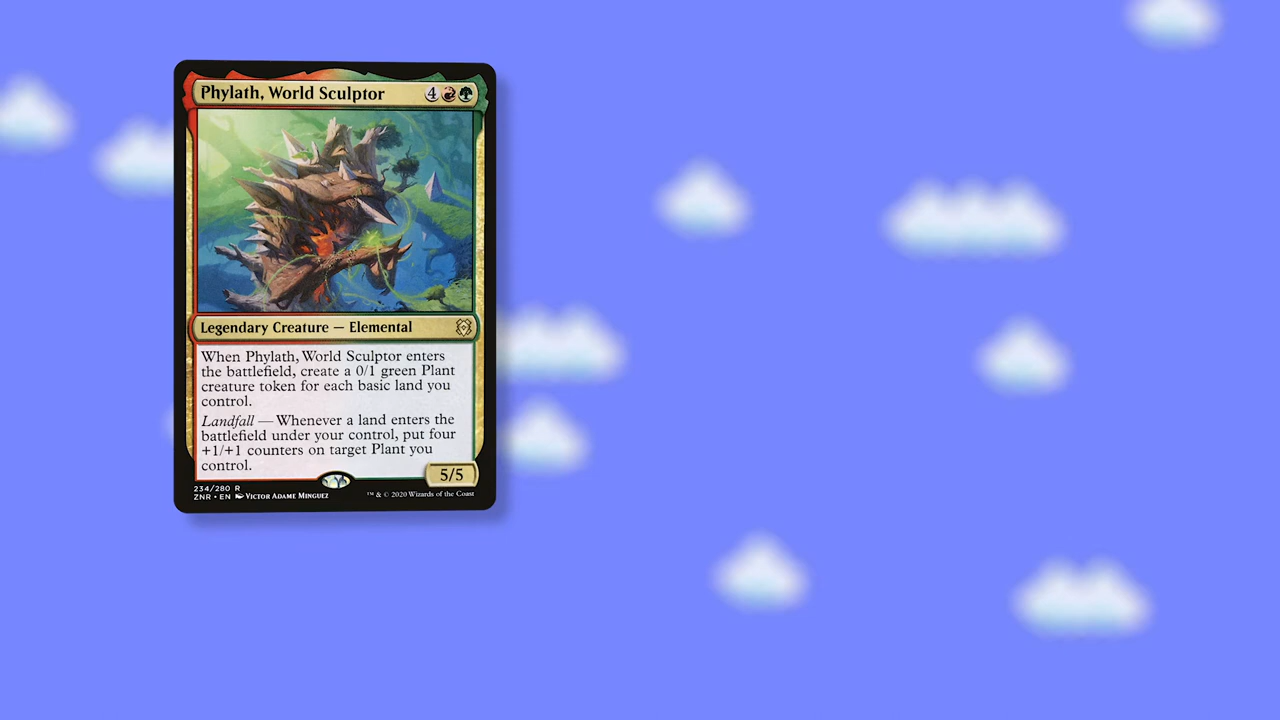 Phylath, World Sculptor 4
Legendary Creature — Elemental
When Phylath, World Sculptor enters
the battlefield, create a 0/1 green Plant
creature token for each basic land you
control.
Landfall — Whenever a land enters the
battlefield under your control, put four
+1/+1 counters on target Plant you
control.
5/5
234/280 R
ZNR • EN Victor Adame Minguez
™ & © 2020 Wizards of the Coast